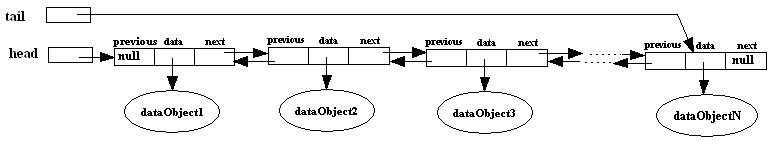 tail
previous data next previous data next previous data next previous data next
head
null null
dataObject1 dataObject2 dataObject3 dataObjectN